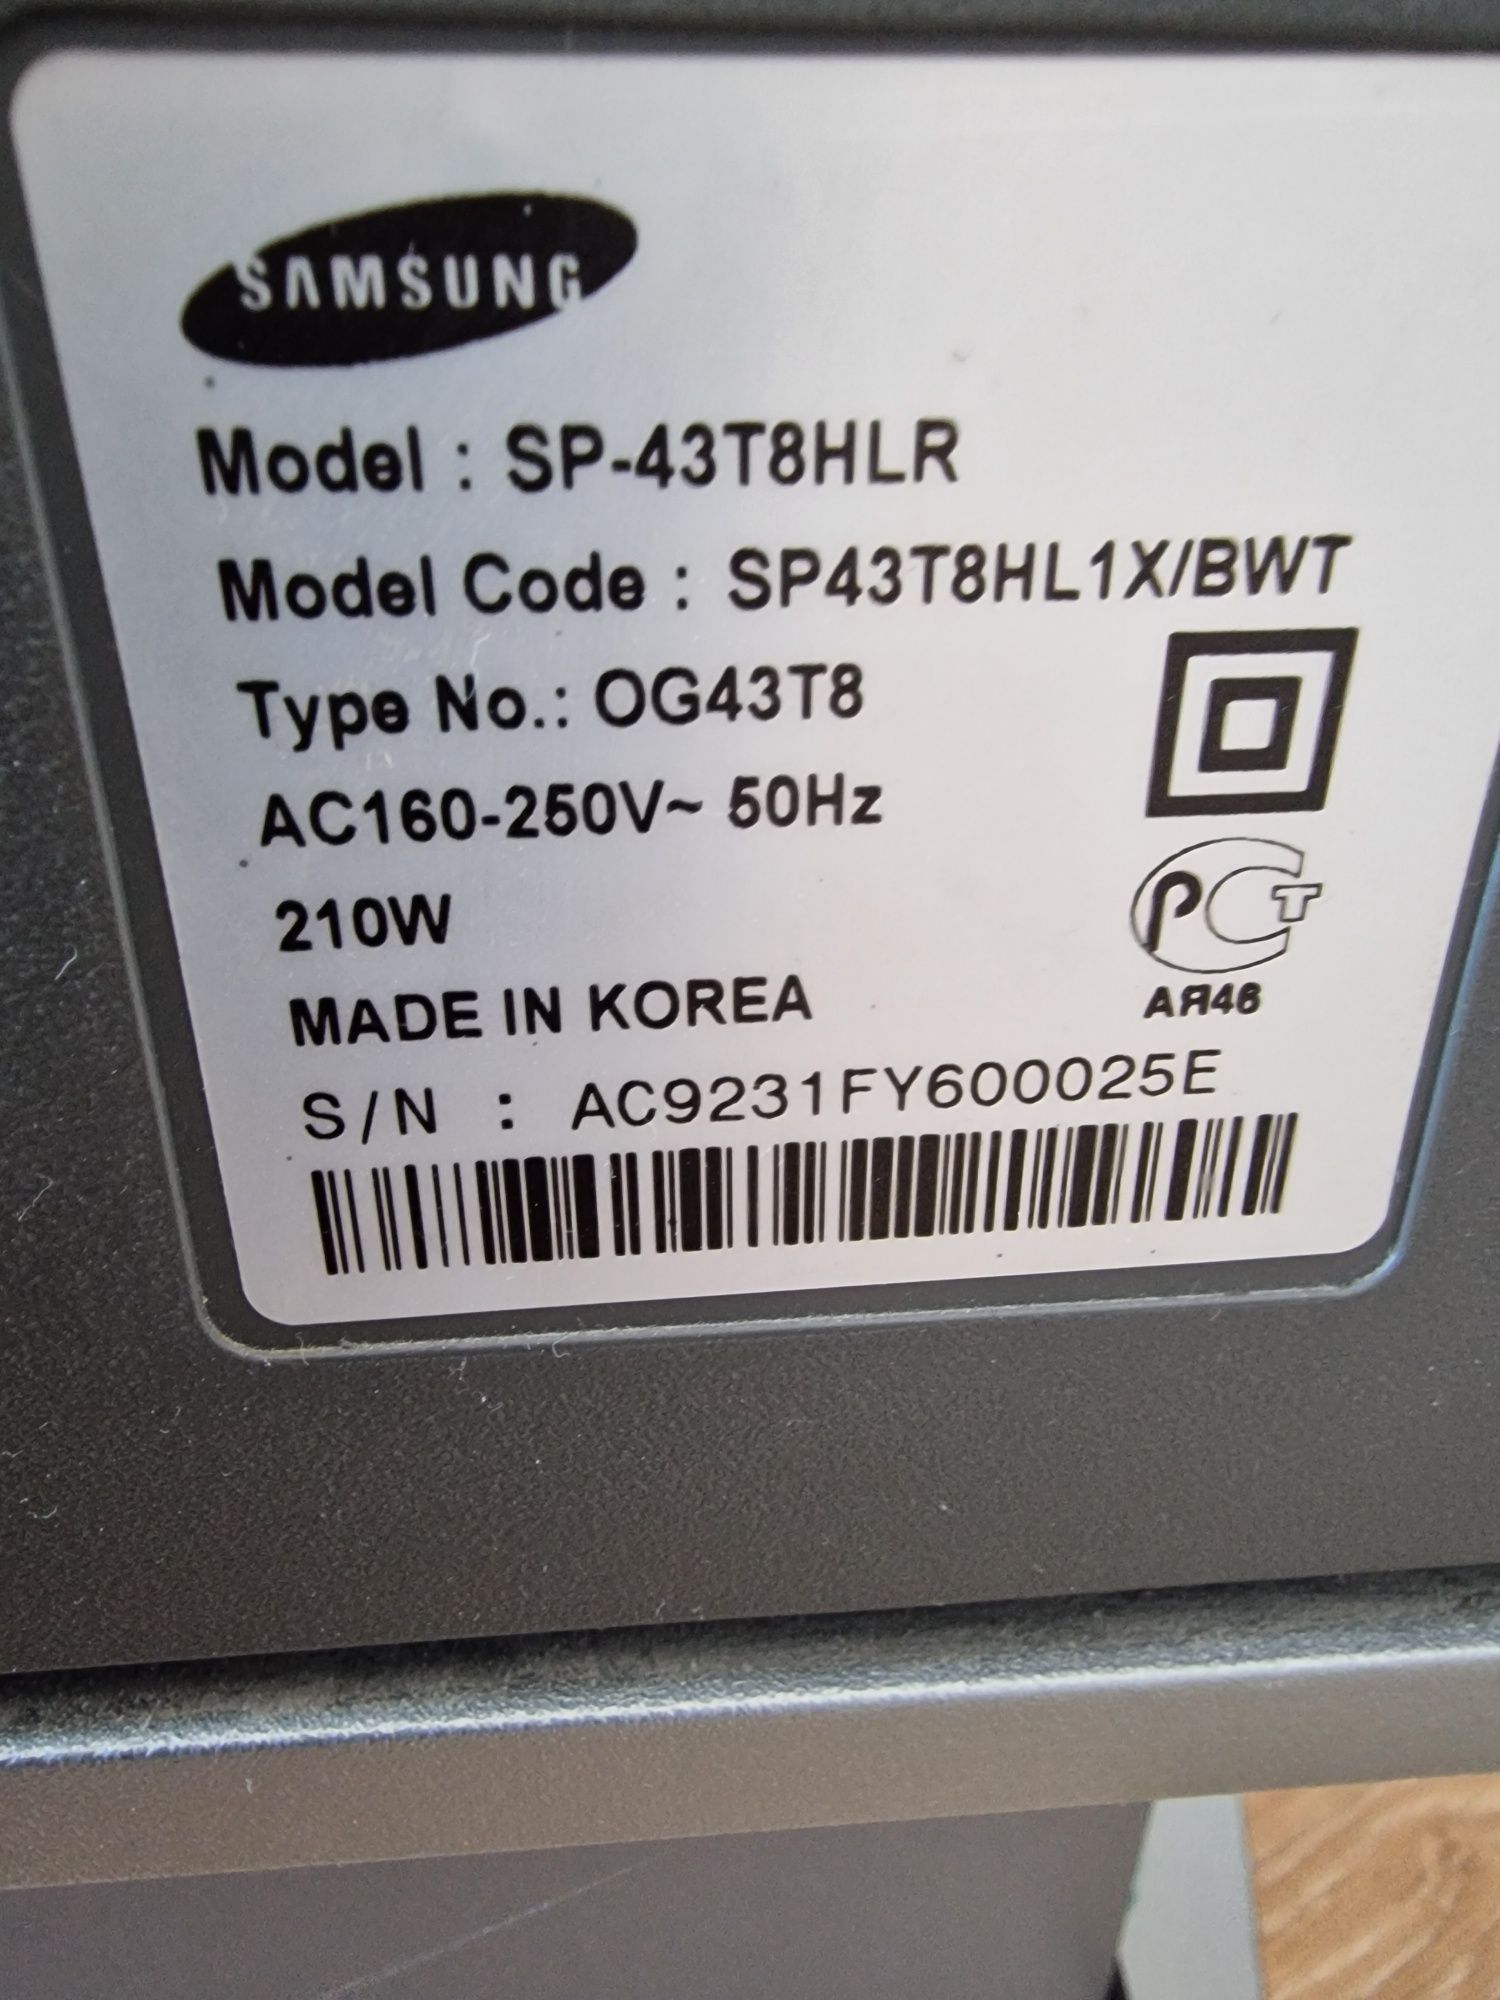 SAMSUNG
Model : SP-43T8HLR
Model Code : SP43T8HL1X/BWT
Type No.: OG43T8
AC160-250V~ 50Hz
210W
РСТ
MADE IN KOREA
АЯ46
S/N : AC9231FY600025E